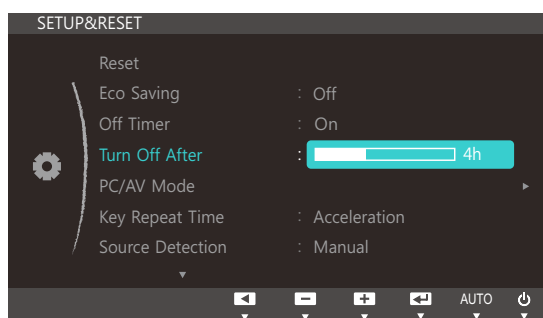 SETUP&RESET
Reset
Eco Saving : Off
Off Timer : On
Turn Off After : 4h
PC/AV Mode
Key Repeat Time : Acceleration
Source Detection : Manual
AUTO